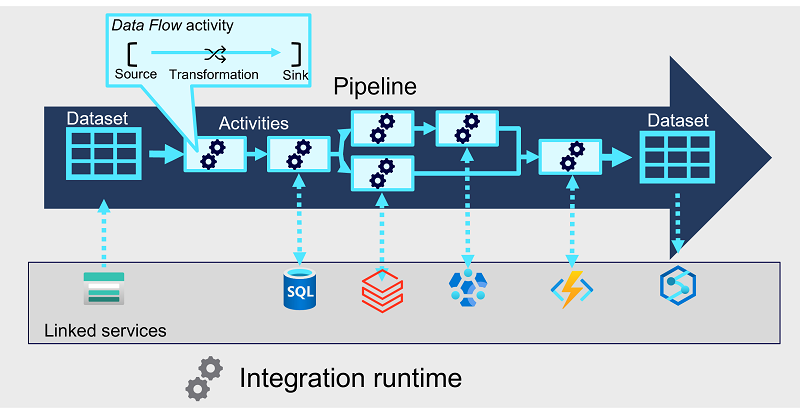 Data Flow activity
Source
Transformation
Sink
Pipeline
Dataset
Activities
Dataset
SQL
Linked services
Integration runtime